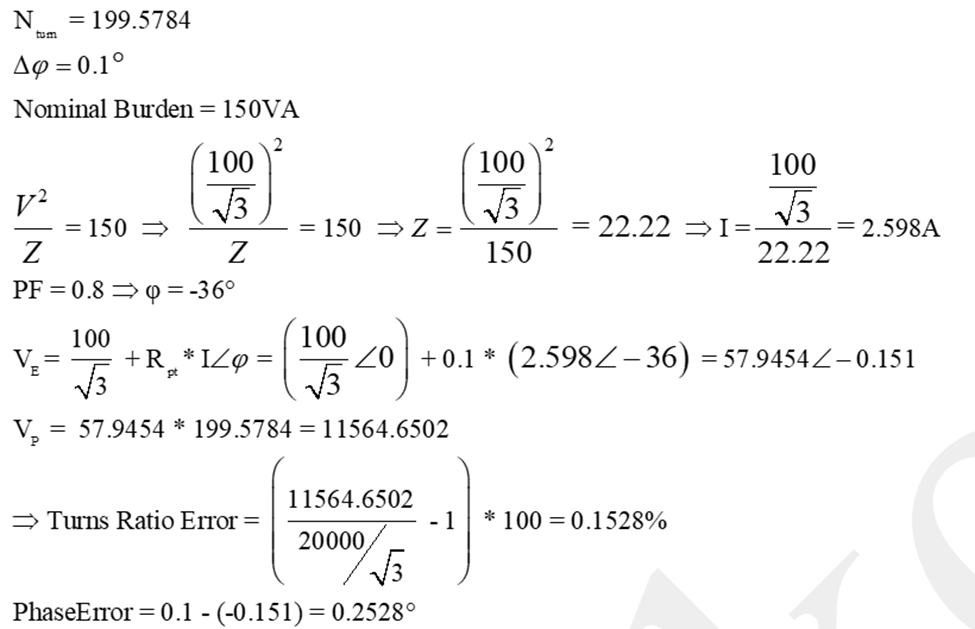 N_turn = 199.5784
Δφ = 0.1°
Nominal Burden = 150VA
V²/Z = 150 ⇒ (100/√3)²/Z = 150 ⇒ Z = (100/√3)²/150 = 22.22 ⇒ I = (100/√3)/22.22 = 2.598A
PF = 0.8 ⇒ φ = -36°
V_E = 100/√3 + R_pt * I∠φ = (100/√3 ∠0) + 0.1 * (2.598∠-36) = 57.9454∠-0.151
V_P = 57.9454 * 199.5784 = 11564.6502
⇒ Turns Ratio Error = (11564.6502/(20000/√3) - 1) * 100 = 0.1528%
PhaseError = 0.1 - (-0.151) = 0.2528°